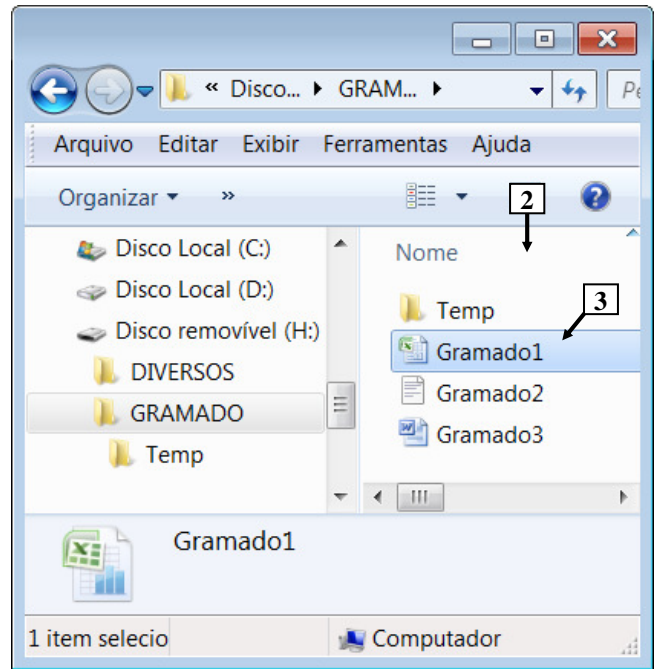 « Disco... GRAM... Pe
Arquivo Editar Exibir Ferramentas Ajuda
Organizar »
2
Disco Local (C:)
Disco Local (D:)
Disco removível (H:)
DIVERSOS
GRAMADO
Temp
Nome
Temp
3
Gramado1
Gramado2
Gramado3
Gramado1
1 item selecio Computador